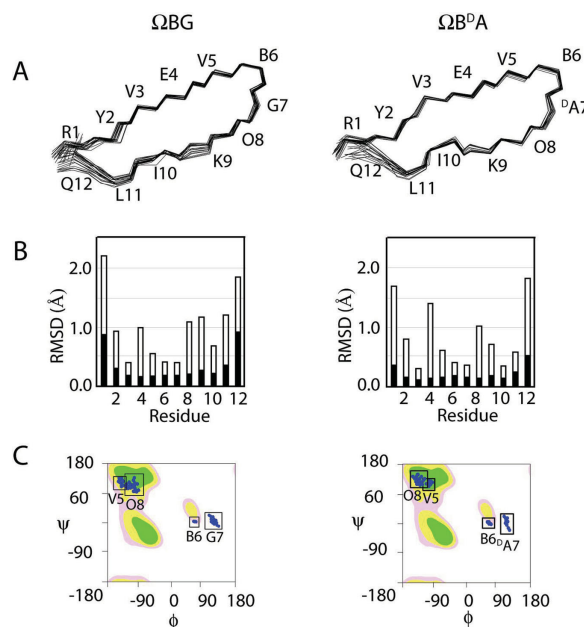 ΩBG ΩBᴰA
A
B6 B6
V5 V5
E4 E4
V3 G7 V3 ᴰA7
Y2 Y2
R1 O8 R1 O8
K9 I10 K9
Q12 I10 Q12
L11 L11
B
2.0 2.0
RMSD (Å) RMSD (Å)
1.0 1.0
0.0 0.0
2 4 6 8 10 12 2 4 6 8 10 12
Residue Residue
C
180 180
V5 O8 O8 V5
60 60
ψ ψ
B6 G7 B6 ᴰA7
-90 -90
-180 -180
-90 0 90 180 -90 0 90 180
ϕ ϕ